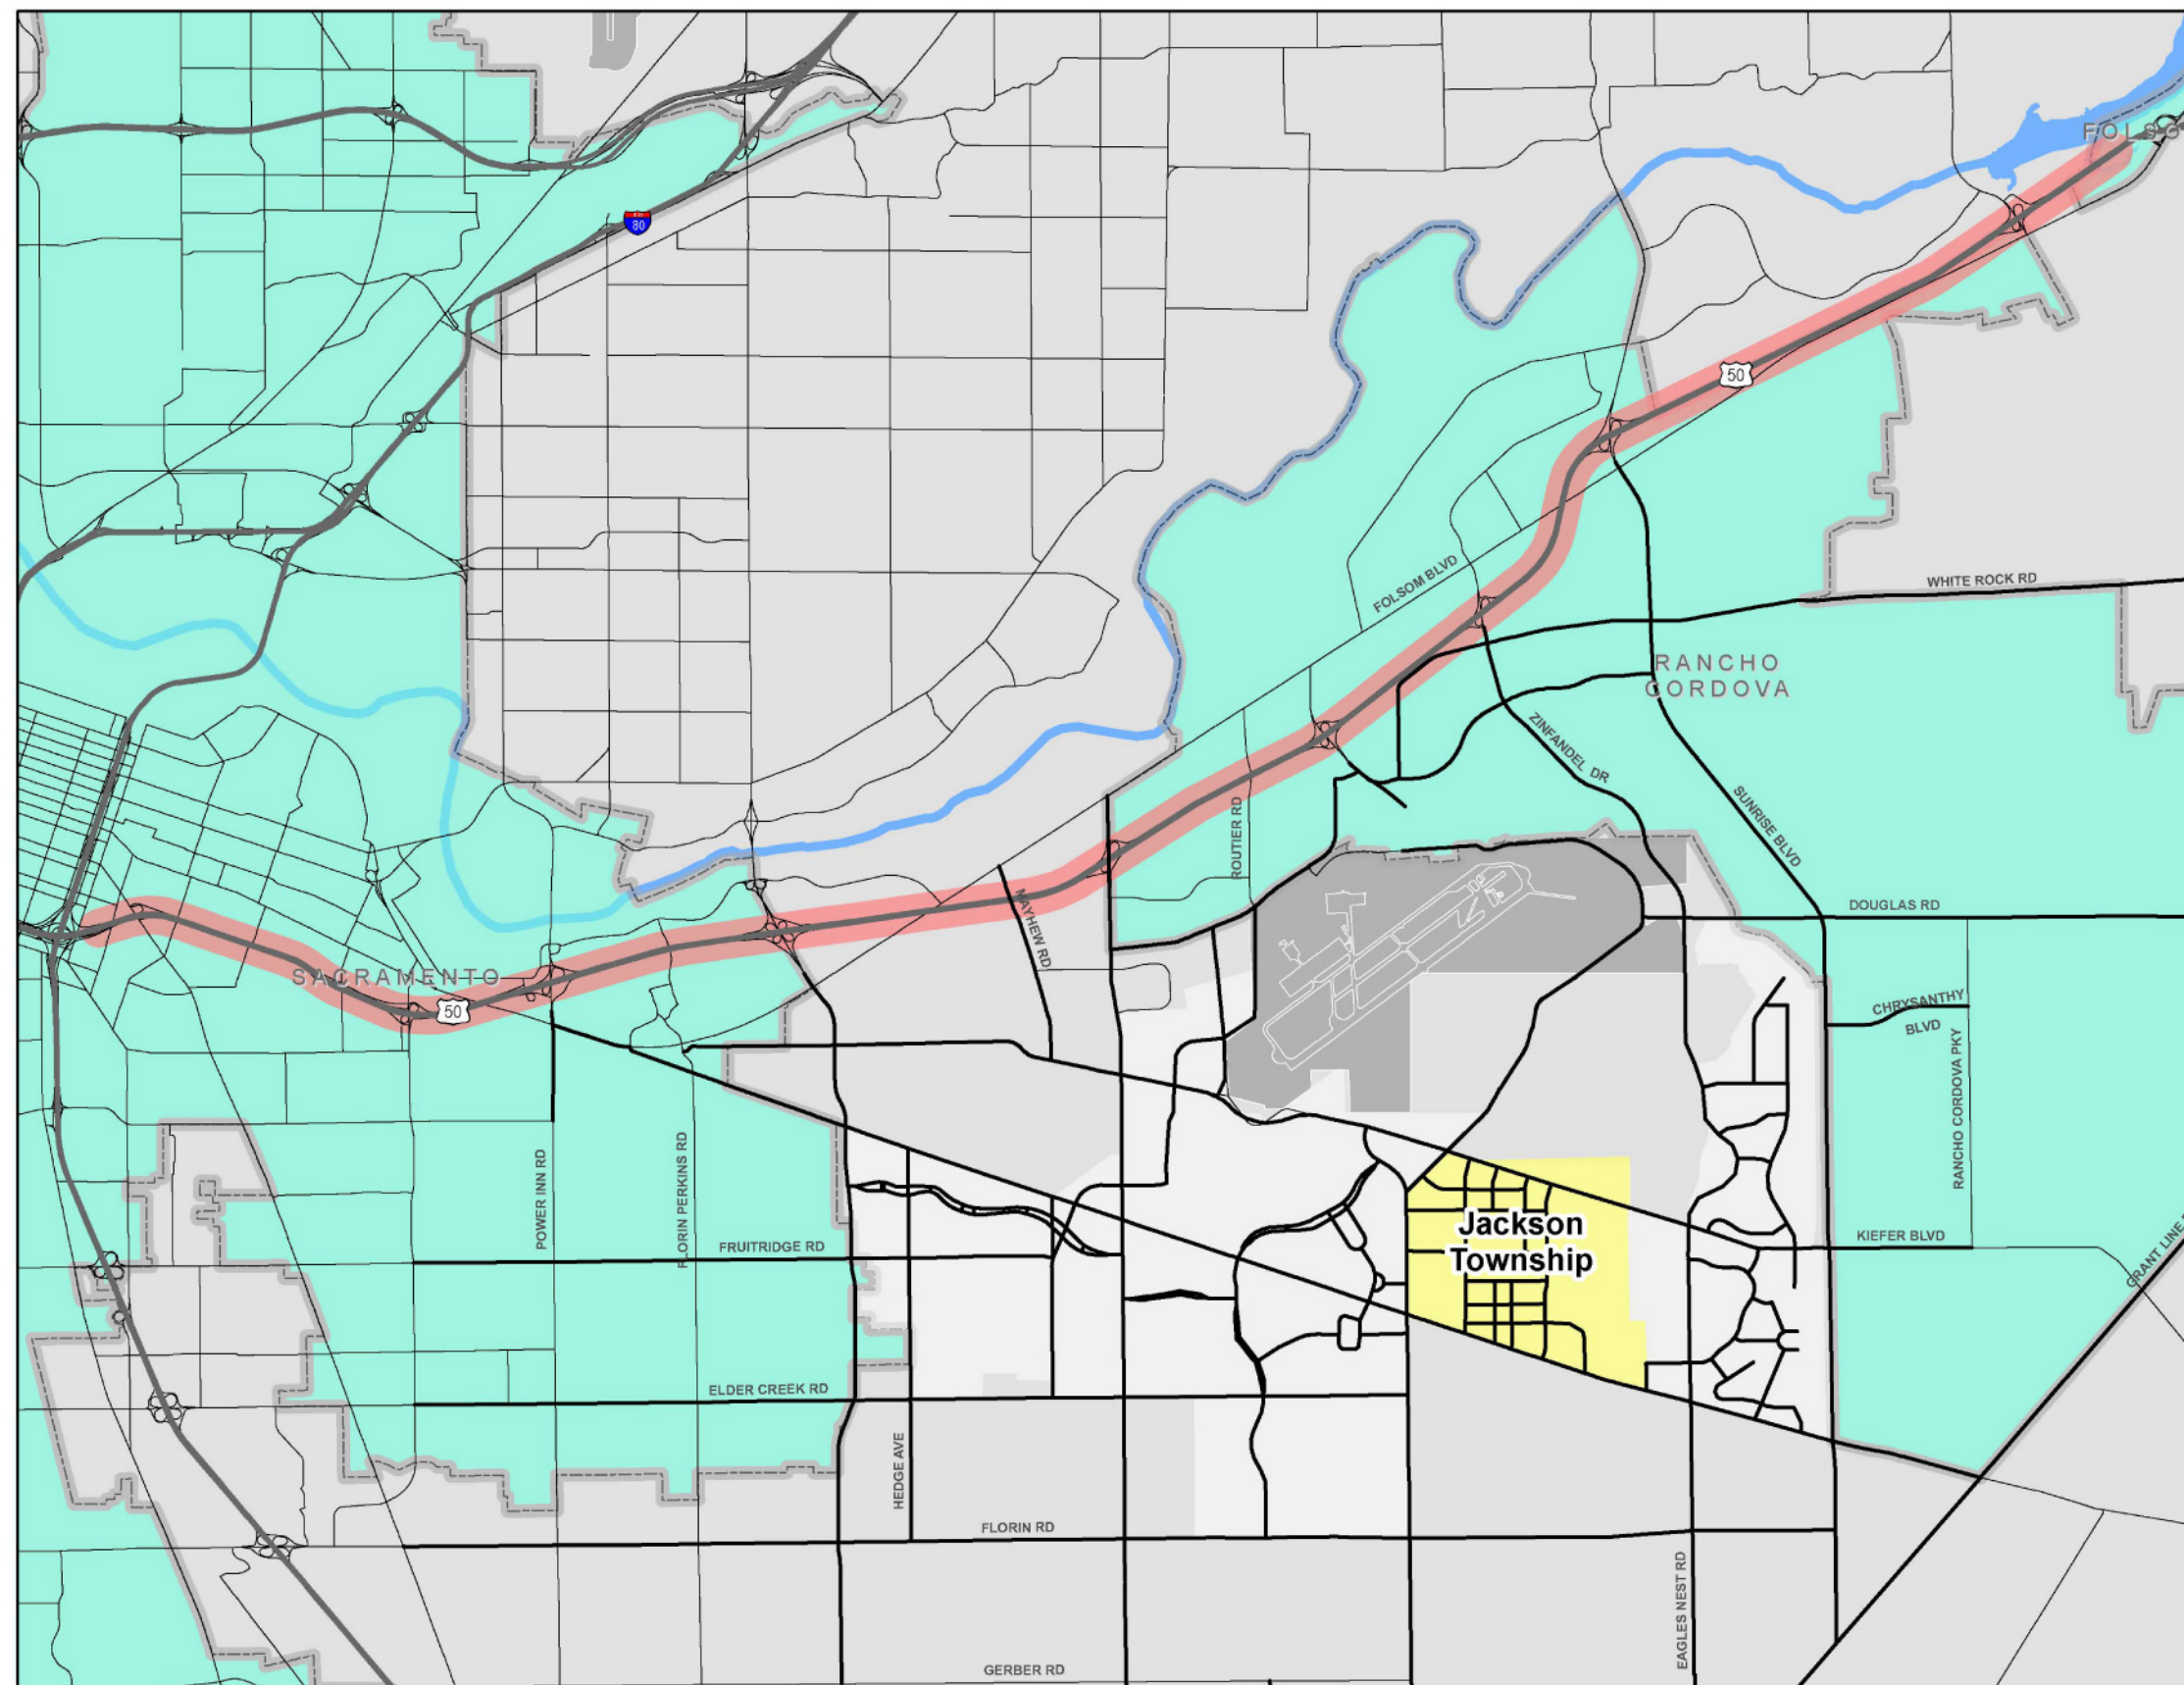 FOLSO
80
50
WHITE ROCK RD
FOLSOM BLVD
RANCHO
CORDOVA
ZINFANDEL DR
SUNRISE BLVD
ROUTIER RD
MAYHEW RD
DOUGLAS RD
SACRAMENTO
50
CHRYSANTHY
BLVD
RANCHO CORDOVA PKY
POWER INN RD
FLORIN PERKINS RD
FRUITRIDGE RD
Jackson
Township
KIEFER BLVD
GRANT LINE
ELDER CREEK RD
HEDGE AVE
FLORIN RD
EAGLES NEST RD
GERBER RD